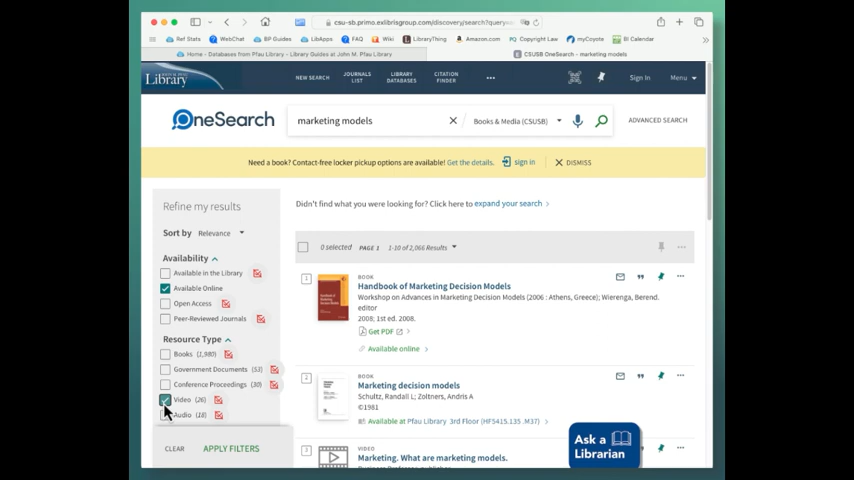 csu-sb.primo.exlibrisgroup.com/discovery/search?query=
Ref Stats WebChat BP Guides LibApps FAQ Wiki LibraryThing Amazon.com Copyright Law myCoyote BI Calendar
Home - Databases from Pfau Library - Library Guides at John M. Pfau Library
CSUSB OneSearch - marketing models
Library
NEW SEARCH
JOURNALS LIST
LIBRARY DATABASES
CITATION FINDER
Sign In
Menu
OneSearch
marketing models
Books & Media (CSUSB)
ADVANCED SEARCH
Need a book? Contact-free locker pickup options are available! Get the details. sign in DISMISS
Refine my results
Sort by Relevance
Availability
Available in the Library
Available Online
Open Access
Peer-Reviewed Journals
Resource Type
Books (1,980)
Government Documents (53)
Conference Proceedings (30)
Video (26)
Audio (18)
CLEAR
APPLY FILTERS
Didn't find what you were looking for? Click here to expand your search
0 selected PAGE 1 1-10 of 2,066 Results
1
BOOK
Handbook of Marketing Decision Models
Workshop on Advances in Marketing Decision Models (2006 : Athens, Greece); Wierenga, Berend.
editor
2008; 1st ed. 2008.
Get PDF
Available online
2
BOOK
Marketing decision models
Schultz, Randall L; Zoltners, Andris A
©1981
Available at Pfau Library 3rd Floor (HF5415.135 .M37)
3
VIDEO
Marketing. What are marketing models.
Ask a
Librarian